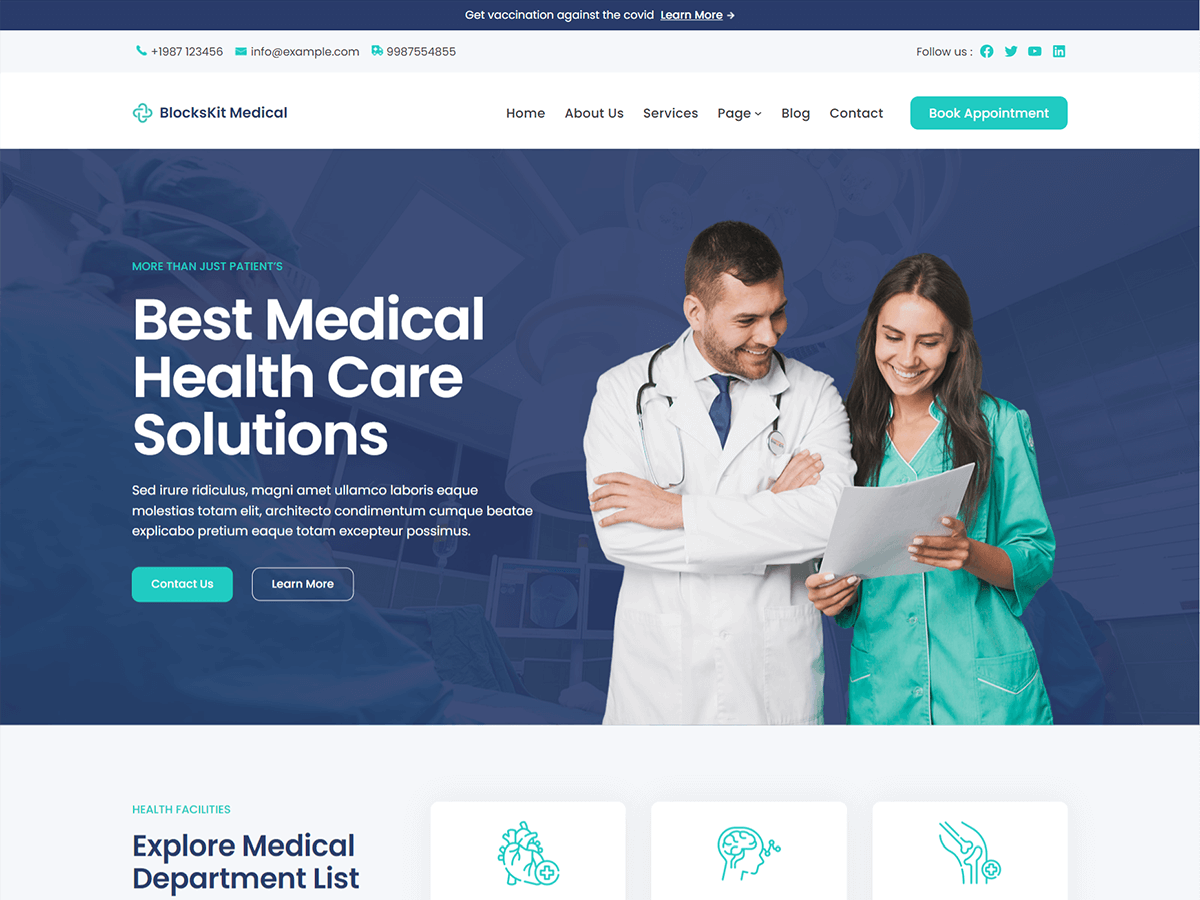 Get vaccination against the covid Learn More →
+1987 123456 info@example.com 9987554855 Follow us :
BlocksKit Medical Home About Us Services Page Blog Contact Book Appointment
MORE THAN JUST PATIENT'S
Best Medical
Health Care
Solutions
Sed irure ridiculus, magni amet ullamco laboris eaque
molestias totam elit, architecto condimentum cumque beatae
explicabo pretium eaque totam excepteur possimus.
Contact Us Learn More
HEALTH FACILITIES
Explore Medical
Department List